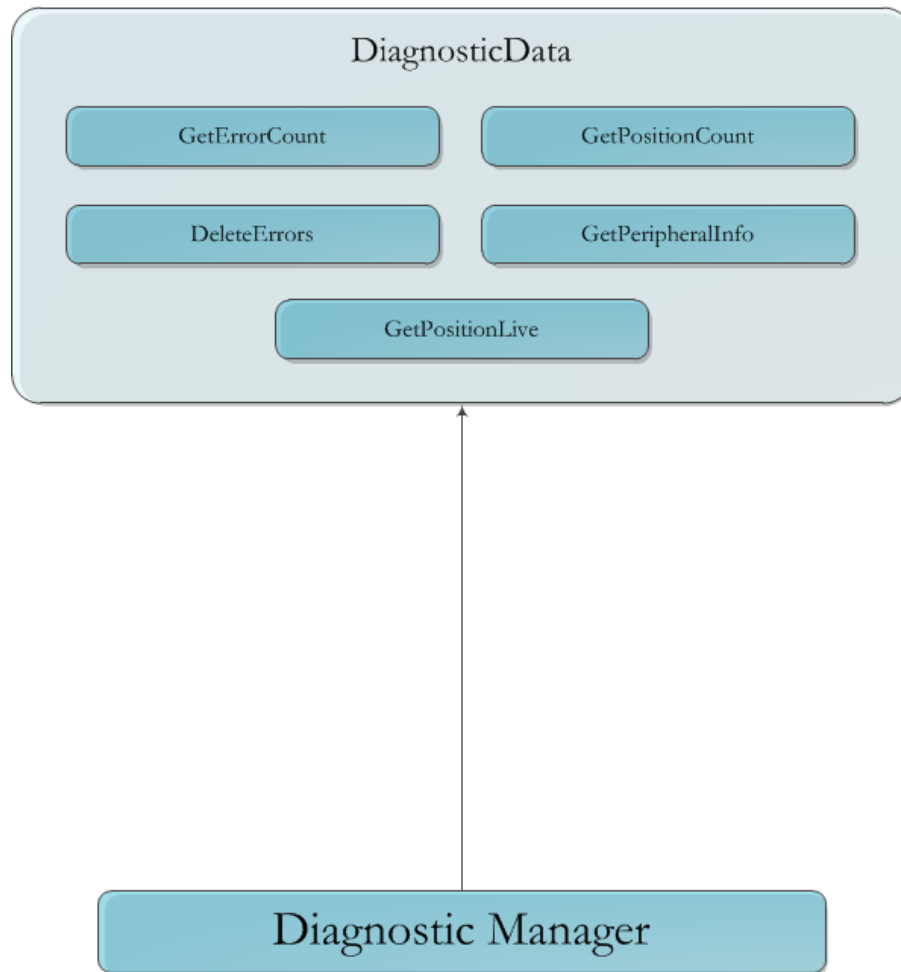 DiagnosticData
GetErrorCount
GetPositionCount
DeleteErrors
GetPeripheralInfo
GetPositionLive
Diagnostic Manager